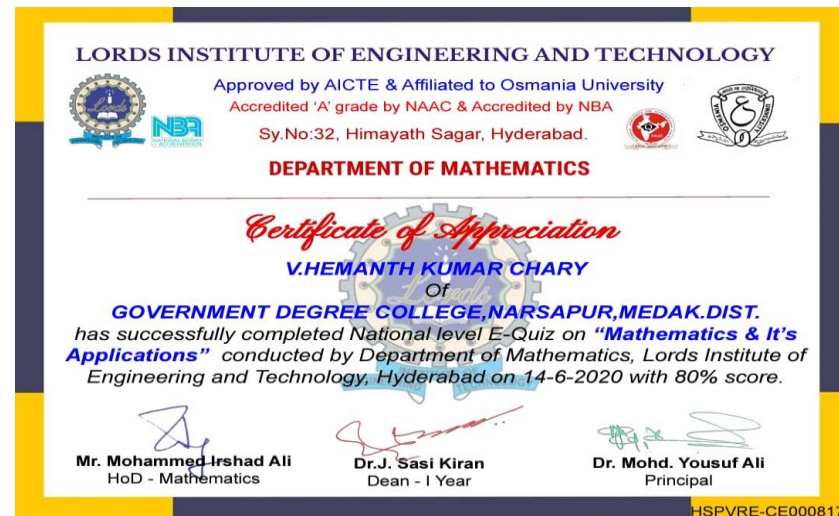 LORDS INSTITUTE OF ENGINEERING AND TECHNOLOGY
Approved by AICTE & Affiliated to Osmania University
Accredited 'A' grade by NAAC & Accredited by NBA
Sy.No:32, Himayath Sagar, Hyderabad.
Lords
NBA
DEPARTMENT OF MATHEMATICS
Certificate of Appreciation
V.HEMANTH KUMAR CHARY
Of
GOVERNMENT DEGREE COLLEGE,NARSAPUR,MEDAK.DIST.
has successfully completed National level E-Quiz on “Mathematics & It's
Applications” conducted by Department of Mathematics, Lords Institute of
Engineering and Technology, Hyderabad on 14-6-2020 with 80% score.
Mr. Mohammed Irshad Ali
HoD - Mathematics
Dr.J. Sasi Kiran
Dean - I Year
Dr. Mohd. Yousuf Ali
Principal